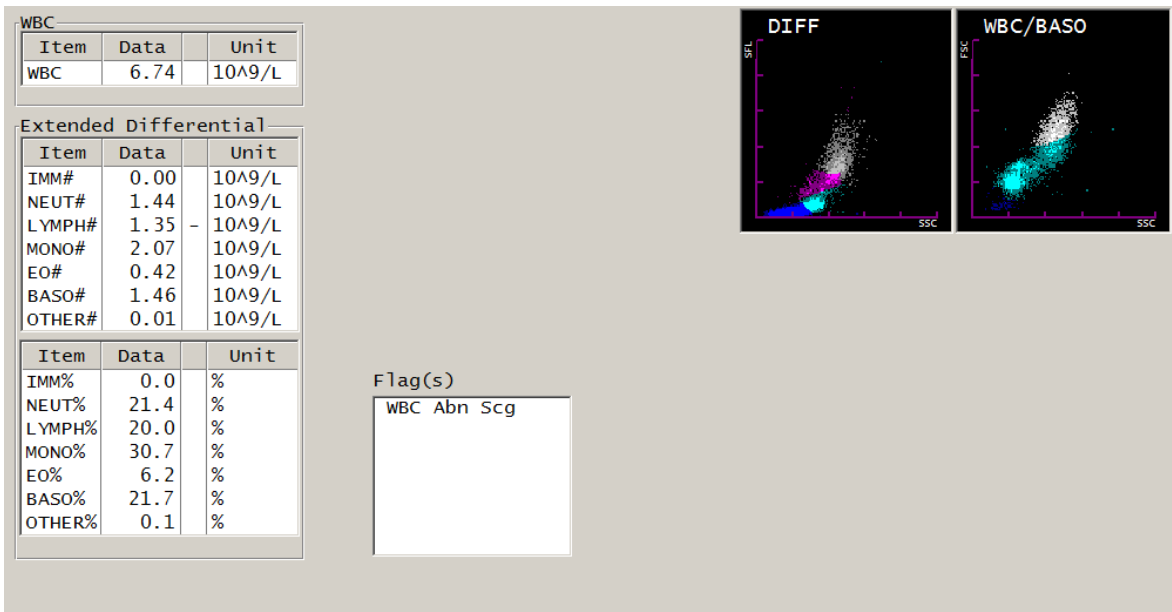 WBC
Item Data Unit
WBC 6.74 10^9/L
Extended Differential
Item Data Unit
IMM# 0.00 10^9/L
NEUT# 1.44 10^9/L
LYMPH# 1.35 - 10^9/L
MONO# 2.07 10^9/L
EO# 0.42 10^9/L
BASO# 1.46 10^9/L
OTHER# 0.01 10^9/L
Item Data Unit
IMM% 0.0 %
NEUT% 21.4 %
LYMPH% 20.0 %
MONO% 30.7 %
EO% 6.2 %
BASO% 21.7 %
OTHER% 0.1 %
Flag(s)
WBC Abn Scg
DIFF
SFL
SSC
WBC/BASO
FSC
SSC